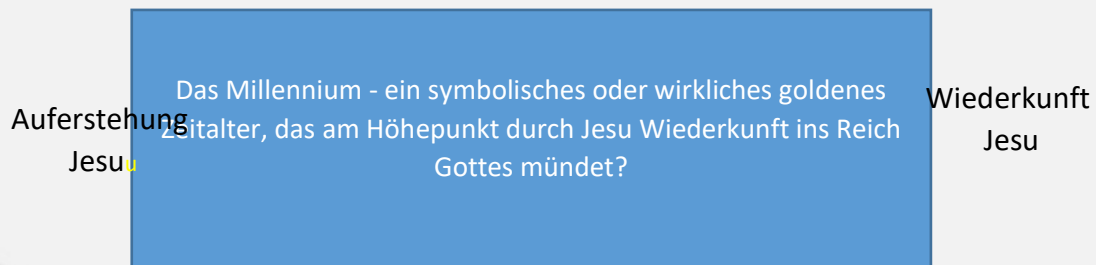 Auferstehung
Jesuu
Das Millennium - ein symbolisches oder wirkliches goldenes
Zeitalter, das am Höhepunkt durch Jesu Wiederkunft ins Reich
Gottes mündet?
Wiederkunft
Jesu